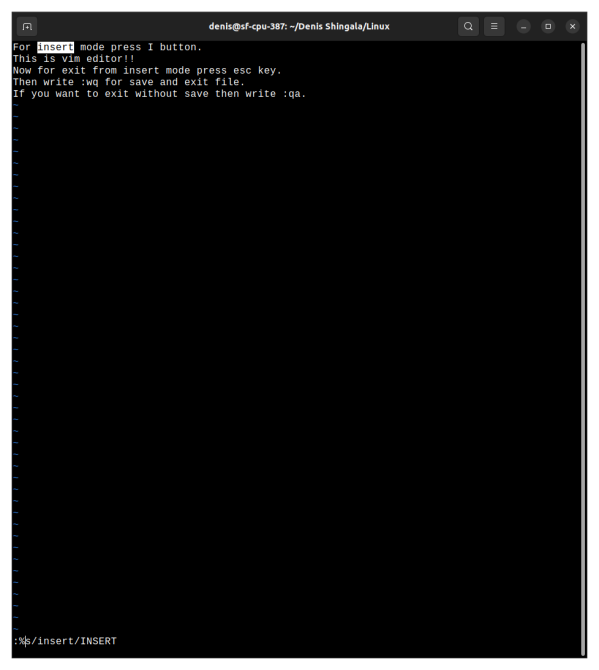 denis@sf-cpu-387: ~/Denis Shingala/Linux
For insert mode press I button.
This is vim editor!!
Now for exit from insert mode press esc key.
Then write :wq for save and exit file.
If you want to exit without save then write :qa.
:%s/insert/INSERT